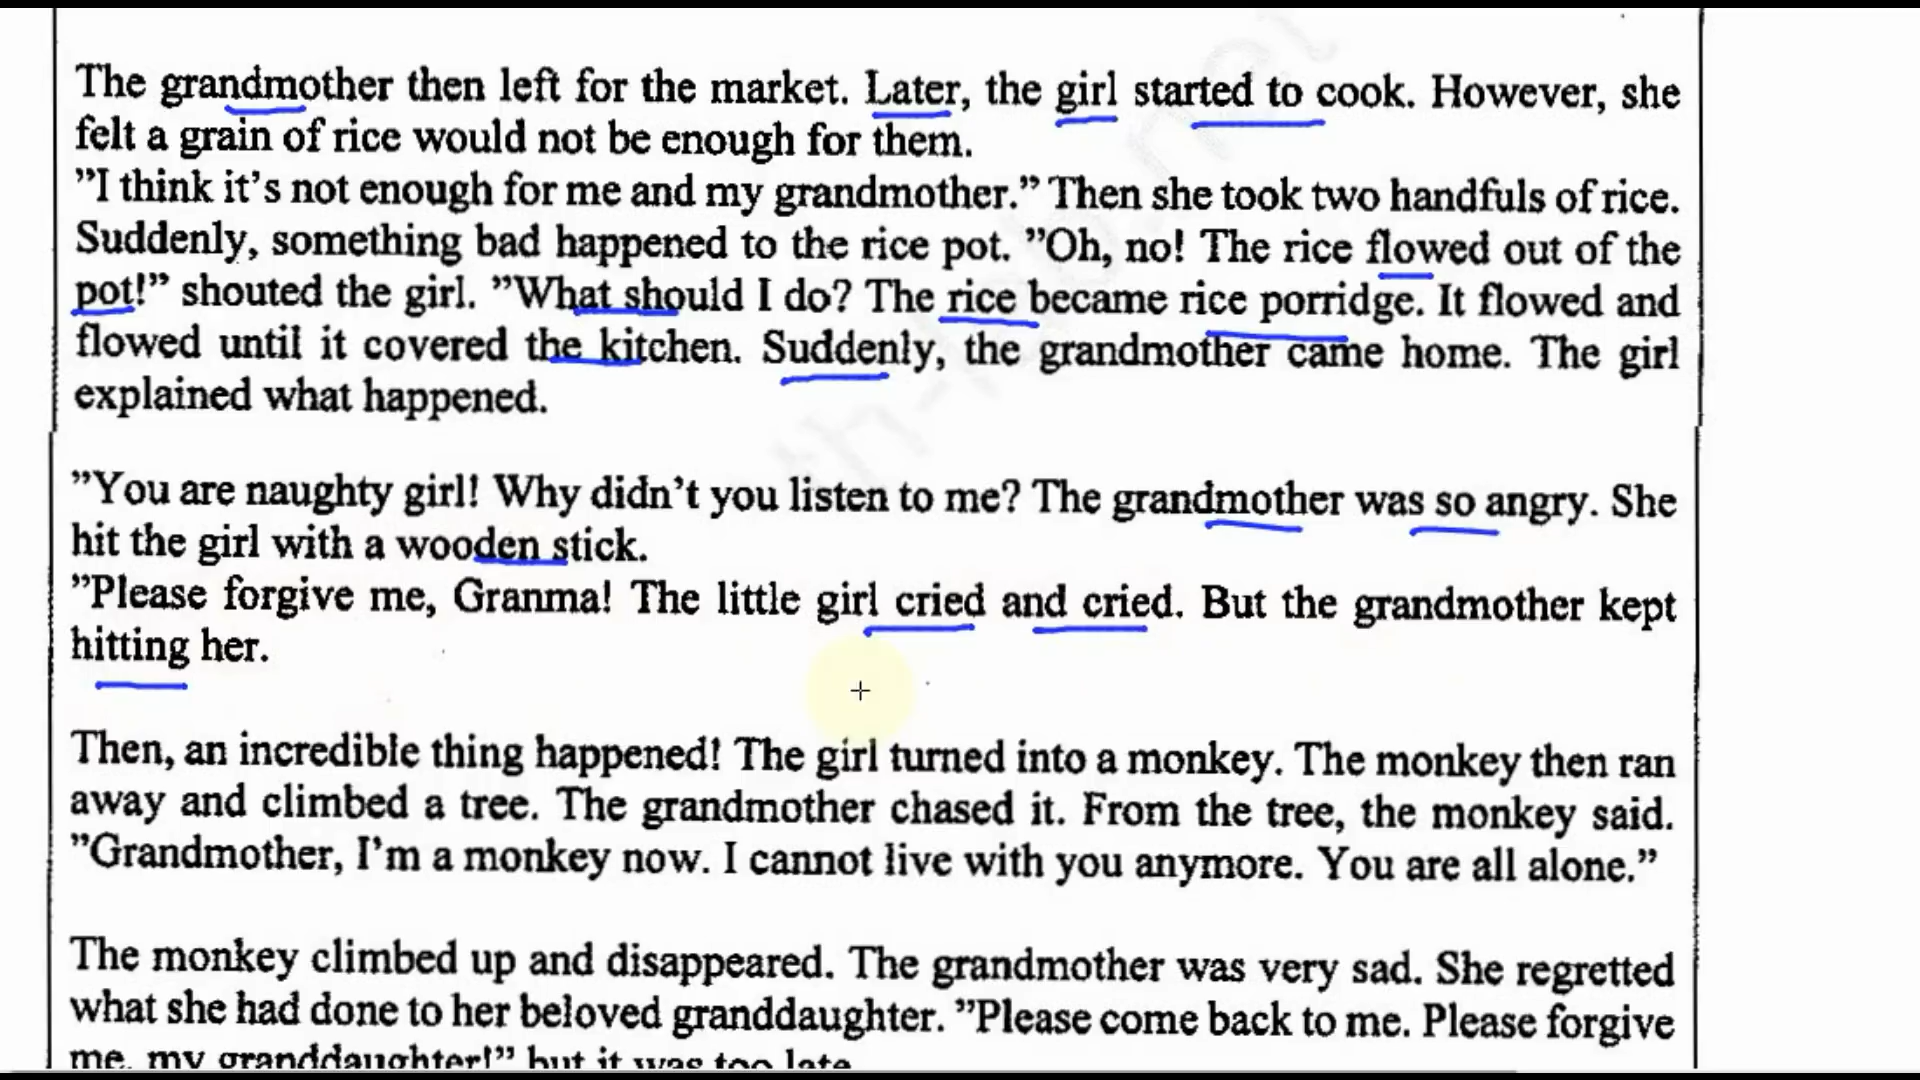 The grandmother then left for the market. Later, the girl started to cook. However, she
felt a grain of rice would not be enough for them.
”I think it’s not enough for me and my grandmother.” Then she took two handfuls of rice.
Suddenly, something bad happened to the rice pot. ”Oh, no! The rice flowed out of the
pot!” shouted the girl. ”What should I do? The rice became rice porridge. It flowed and
flowed until it covered the kitchen. Suddenly, the grandmother came home. The girl
explained what happened.
”You are naughty girl! Why didn’t you listen to me? The grandmother was so angry. She
hit the girl with a wooden stick.
”Please forgive me, Granma! The little girl cried and cried. But the grandmother kept
hitting her.
Then, an incredible thing happened! The girl turned into a monkey. The monkey then ran
away and climbed a tree. The grandmother chased it. From the tree, the monkey said.
”Grandmother, I’m a monkey now. I cannot live with you anymore. You are all alone.”
The monkey climbed up and disappeared. The grandmother was very sad. She regretted
what she had done to her beloved granddaughter. ”Please come back to me. Please forgive
me, my granddaughter!” but it was too late